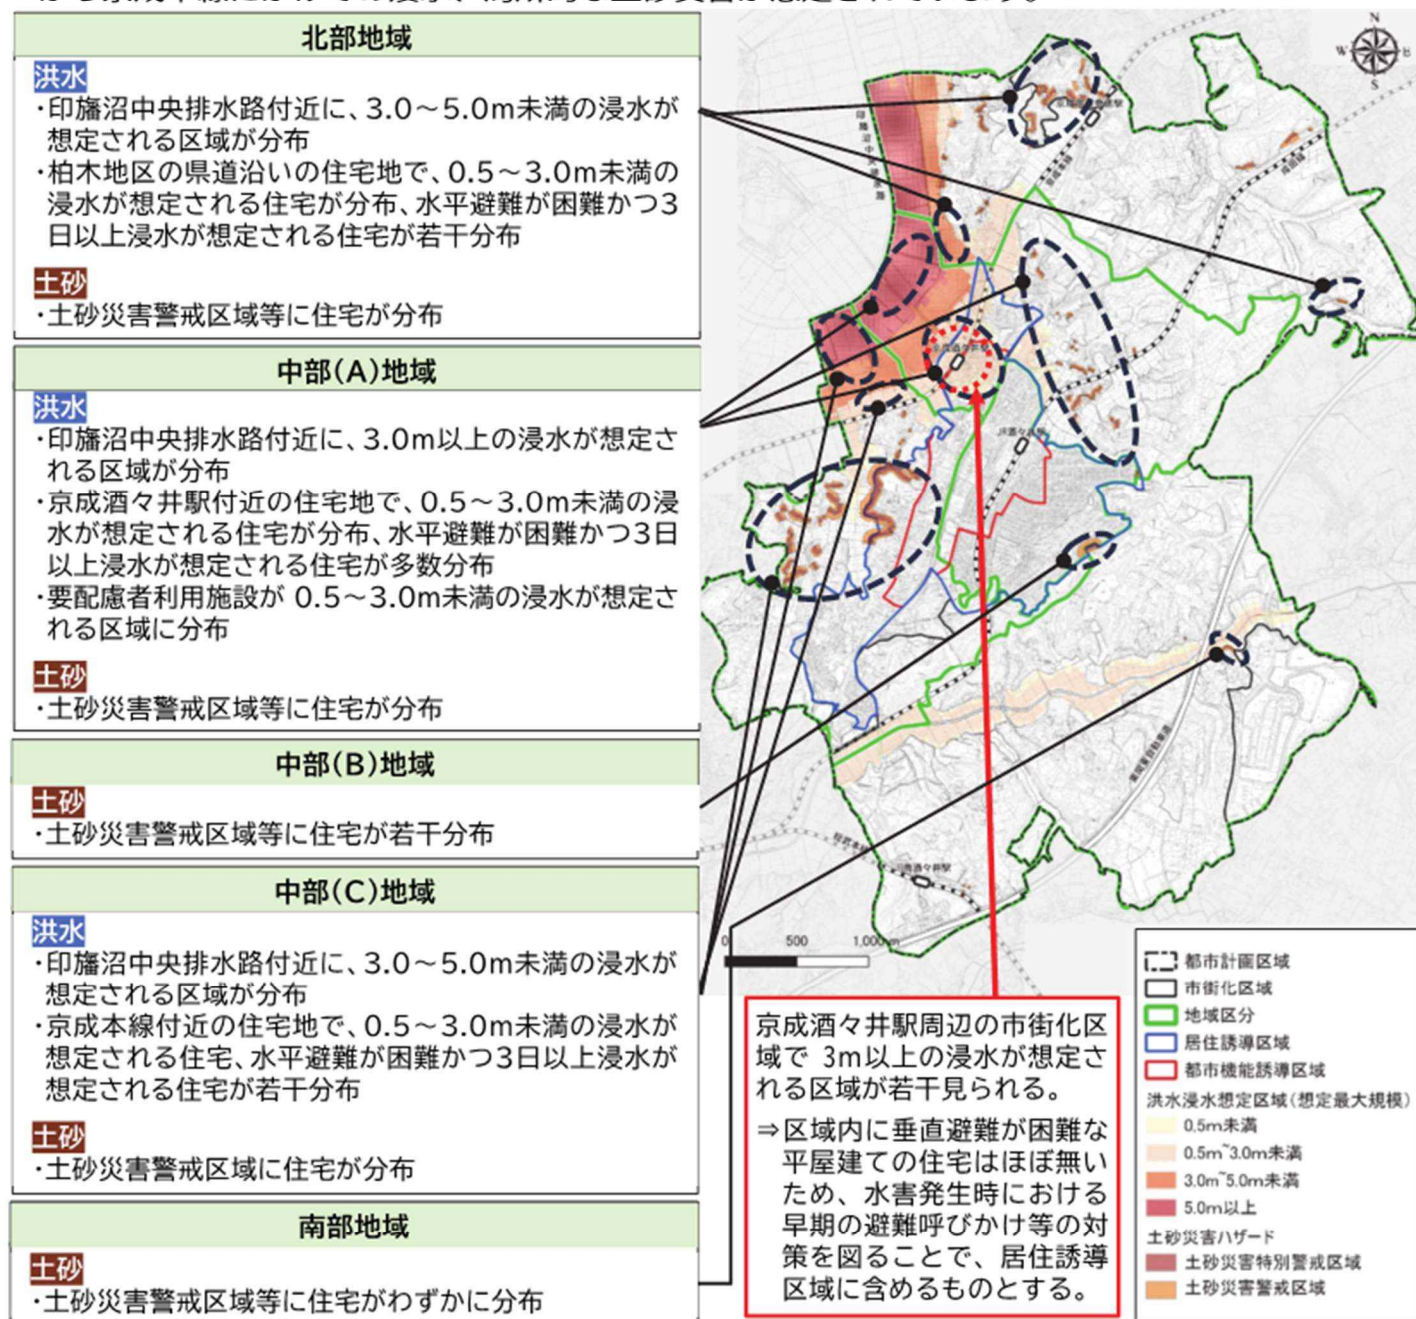 北部地域
洪水
・印旛沼中央排水路付近に、3.0～5.0m未満の浸水が
想定される区域が分布
・柏木地区の県道沿いの住宅地で、0.5～3.0m未満の
浸水が想定される住宅が分布、水平避難が困難かつ3
日以上浸水が想定される住宅が若干分布
土砂
・土砂災害警戒区域等に住宅が分布
中部(A)地域
洪水
・印旛沼中央排水路付近に、3.0m以上の浸水が想定さ
れる区域が分布
・京成酒々井駅付近の住宅地で、0.5～3.0m未満の浸
水が想定される住宅が分布、水平避難が困難かつ3日
以上浸水が想定される住宅が多数分布
・要配慮者利用施設が 0.5～3.0m未満の浸水が想定さ
れる区域に分布
土砂
・土砂災害警戒区域等に住宅が分布
中部(B)地域
土砂
・土砂災害警戒区域等に住宅が若干分布
中部(C)地域
洪水
・印旛沼中央排水路付近に、3.0～5.0m未満の浸水が
想定される区域が分布
・京成本線付近の住宅地で、0.5～3.0m未満の浸水が
想定される住宅、水平避難が困難かつ3日以上浸水が
想定される住宅が若干分布
土砂
・土砂災害警戒区域に住宅が分布
南部地域
土砂
・土砂災害警戒区域等に住宅がわずかに分布
N
W
S
印旛沼中央排水路
京成酒々井駅
JR酒々井駅
東関東自動車道
0 500 1,000 m
京成酒々井駅周辺の市街化区
域で 3m以上の浸水が想定さ
れる区域が若干見られる。
⇒区域内に垂直避難が困難な
平屋建ての住宅はほぼ無い
ため、水害発生時における
早期の避難呼びかけ等の対
策を図ることで、居住誘導
区域に含めるものとする。
都市計画区域
市街化区域
地域区分
居住誘導区域
都市機能誘導区域
洪水浸水想定区域(想定最大規模)
0.5m未満
0.5m~3.0m未満
3.0m~5.0m未満
5.0m以上
土砂災害ハザード
土砂災害特別警戒区域
土砂災害警戒区域